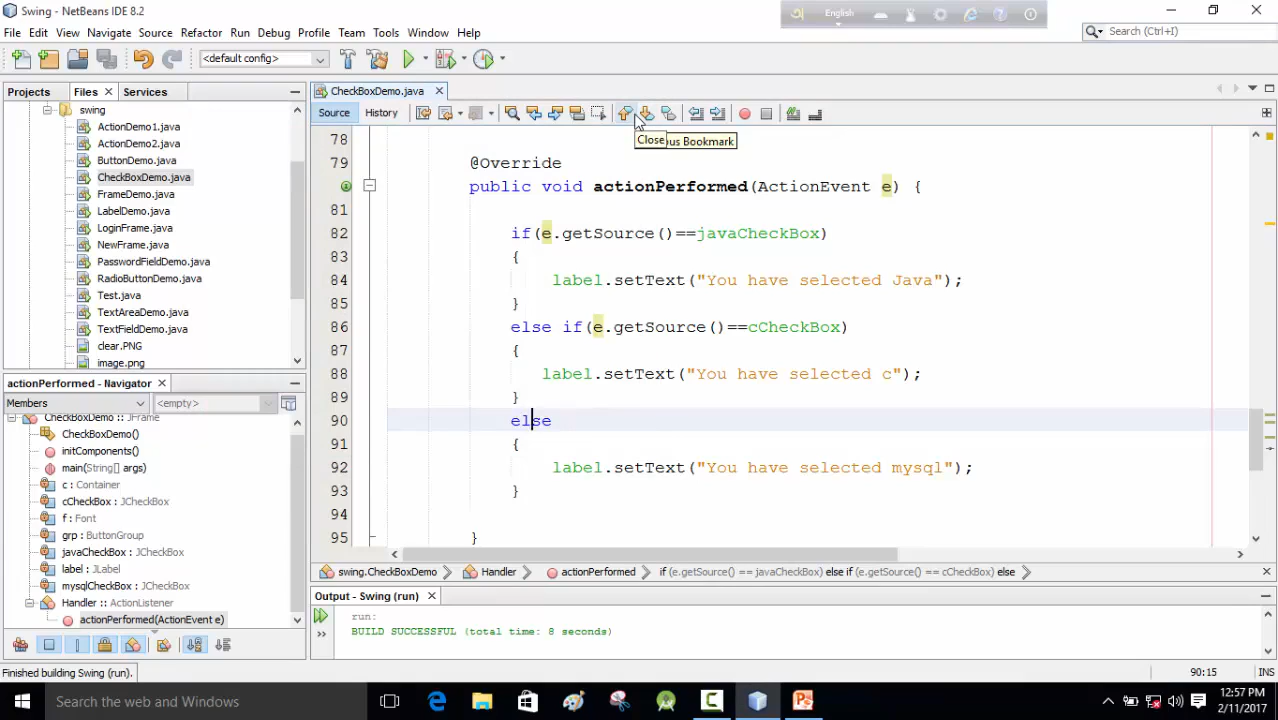 Swing - NetBeans IDE 8.2
English
File Edit View Navigate Source Refactor Run Debug Profile Team Tools Window Help
Search (Ctrl+I)
<default config>
Projects Files Services
CheckBoxDemo.java
Source History
Close us Bookmark
swing
ActionDemo1.java
ActionDemo2.java
ButtonDemo.java
CheckBoxDemo.java
FrameDemo.java
LabelDemo.java
LoginFrame.java
NewFrame.java
PasswordFieldDemo.java
RadioButtonDemo.java
Test.java
TextAreaDemo.java
TextFieldDemo.java
clear.PNG
image.png
78
79 @Override
public void actionPerformed(ActionEvent e) {
81
82 if(e.getSource()==javaCheckBox)
83 {
84 label.setText("You have selected Java");
85 }
86 else if(e.getSource()==cCheckBox)
87 {
88 label.setText("You have selected c");
89 }
90 else
91 {
92 label.setText("You have selected mysql");
93 }
94
95 }
actionPerformed - Navigator
Members <empty>
CheckBoxDemo :: JFrame
CheckBoxDemo()
initComponents()
main(String[] args)
c : Container
cCheckBox : JCheckBox
f : Font
grp : ButtonGroup
javaCheckBox : JCheckBox
label : JLabel
mysqlCheckBox : JCheckBox
Handler :: ActionListener
actionPerformed(ActionEvent e)
swing.CheckBoxDemo Handler actionPerformed if (e.getSource() == javaCheckBox) else if (e.getSource() == cCheckBox) else
Output - Swing (run)
run:
BUILD SUCCESSFUL (total time: 8 seconds)
Finished building Swing (run).
90:15 INS
Search the web and Windows
12:57 PM
2/11/2017